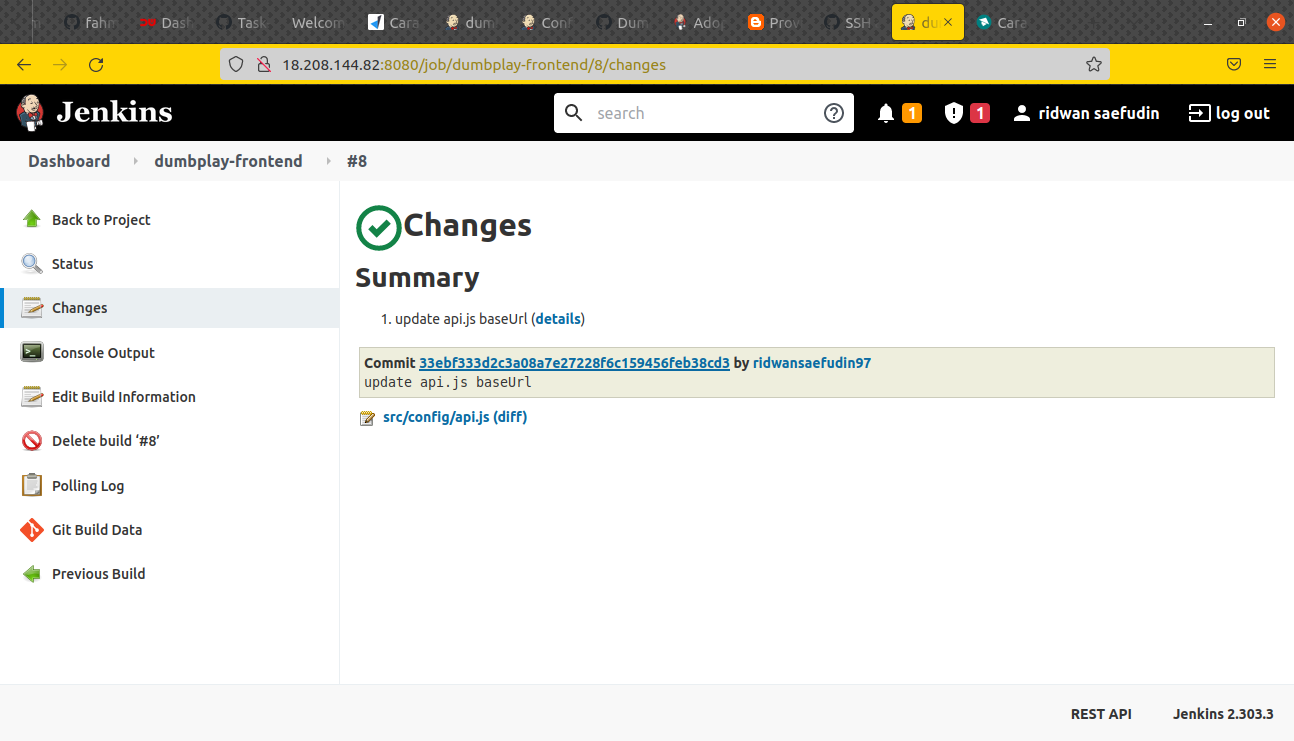 fahm
Dash
Task
Welcom
Cara
dum
Con
Dum
Ado
Prov
SSH
du
Cara
18.208.144.82:8080/job/dumbplay-frontend/8/changes
Jenkins
search
1
1
ridwan saefudin
log out
Dashboard
dumbplay-frontend
#8
Back to Project
Status
Changes
Console Output
Edit Build Information
Delete build ‘#8’
Polling Log
Git Build Data
Previous Build
Changes
Summary
1. update api.js baseUrl (details)
Commit 33ebf333d2c3a08a7e27228f6c159456feb38cd3 by ridwansaefudin97
update api.js baseUrl
src/config/api.js (diff)
REST API
Jenkins 2.303.3